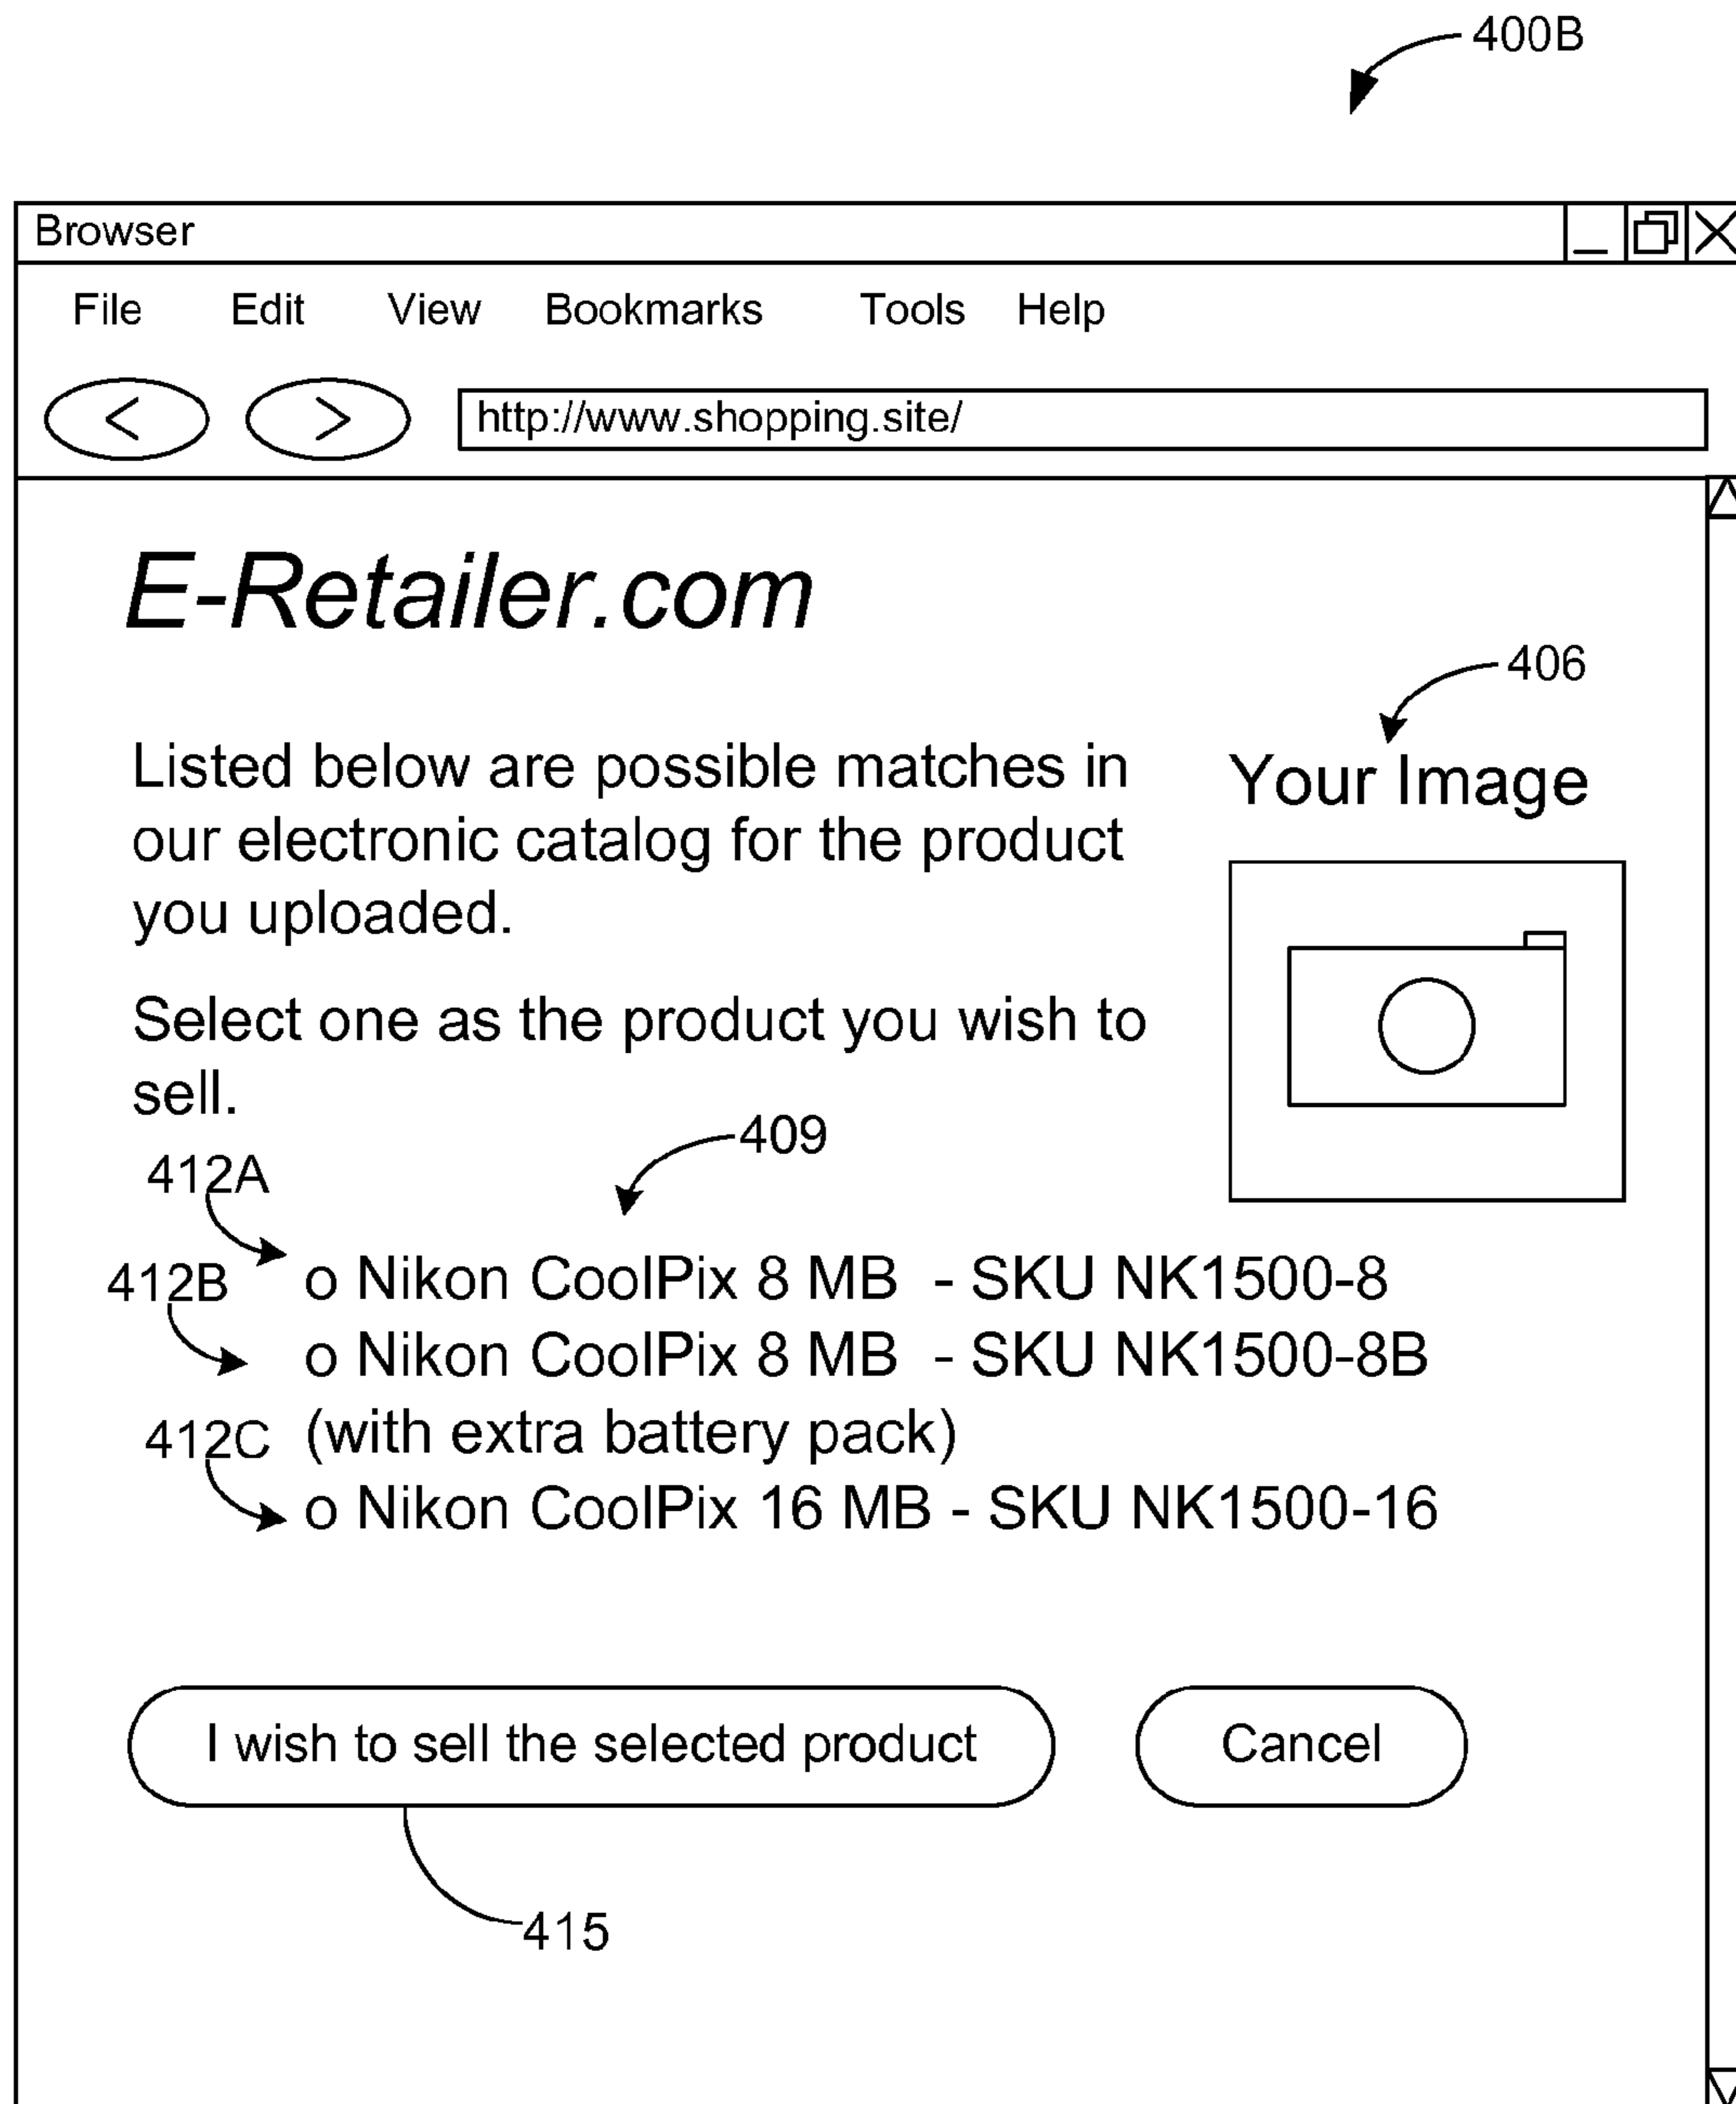 400B
Browser
File Edit View Bookmarks Tools Help
< > http://www.shopping.site/
E-Retailer.com
406
Listed below are possible matches in
our electronic catalog for the product
you uploaded.
Your Image
Select one as the product you wish to
sell.
409
412A
o Nikon CoolPix 8 MB - SKU NK1500-8
412B
o Nikon CoolPix 8 MB - SKU NK1500-8B
(with extra battery pack)
412C
o Nikon CoolPix 16 MB - SKU NK1500-16
I wish to sell the selected product
Cancel
415